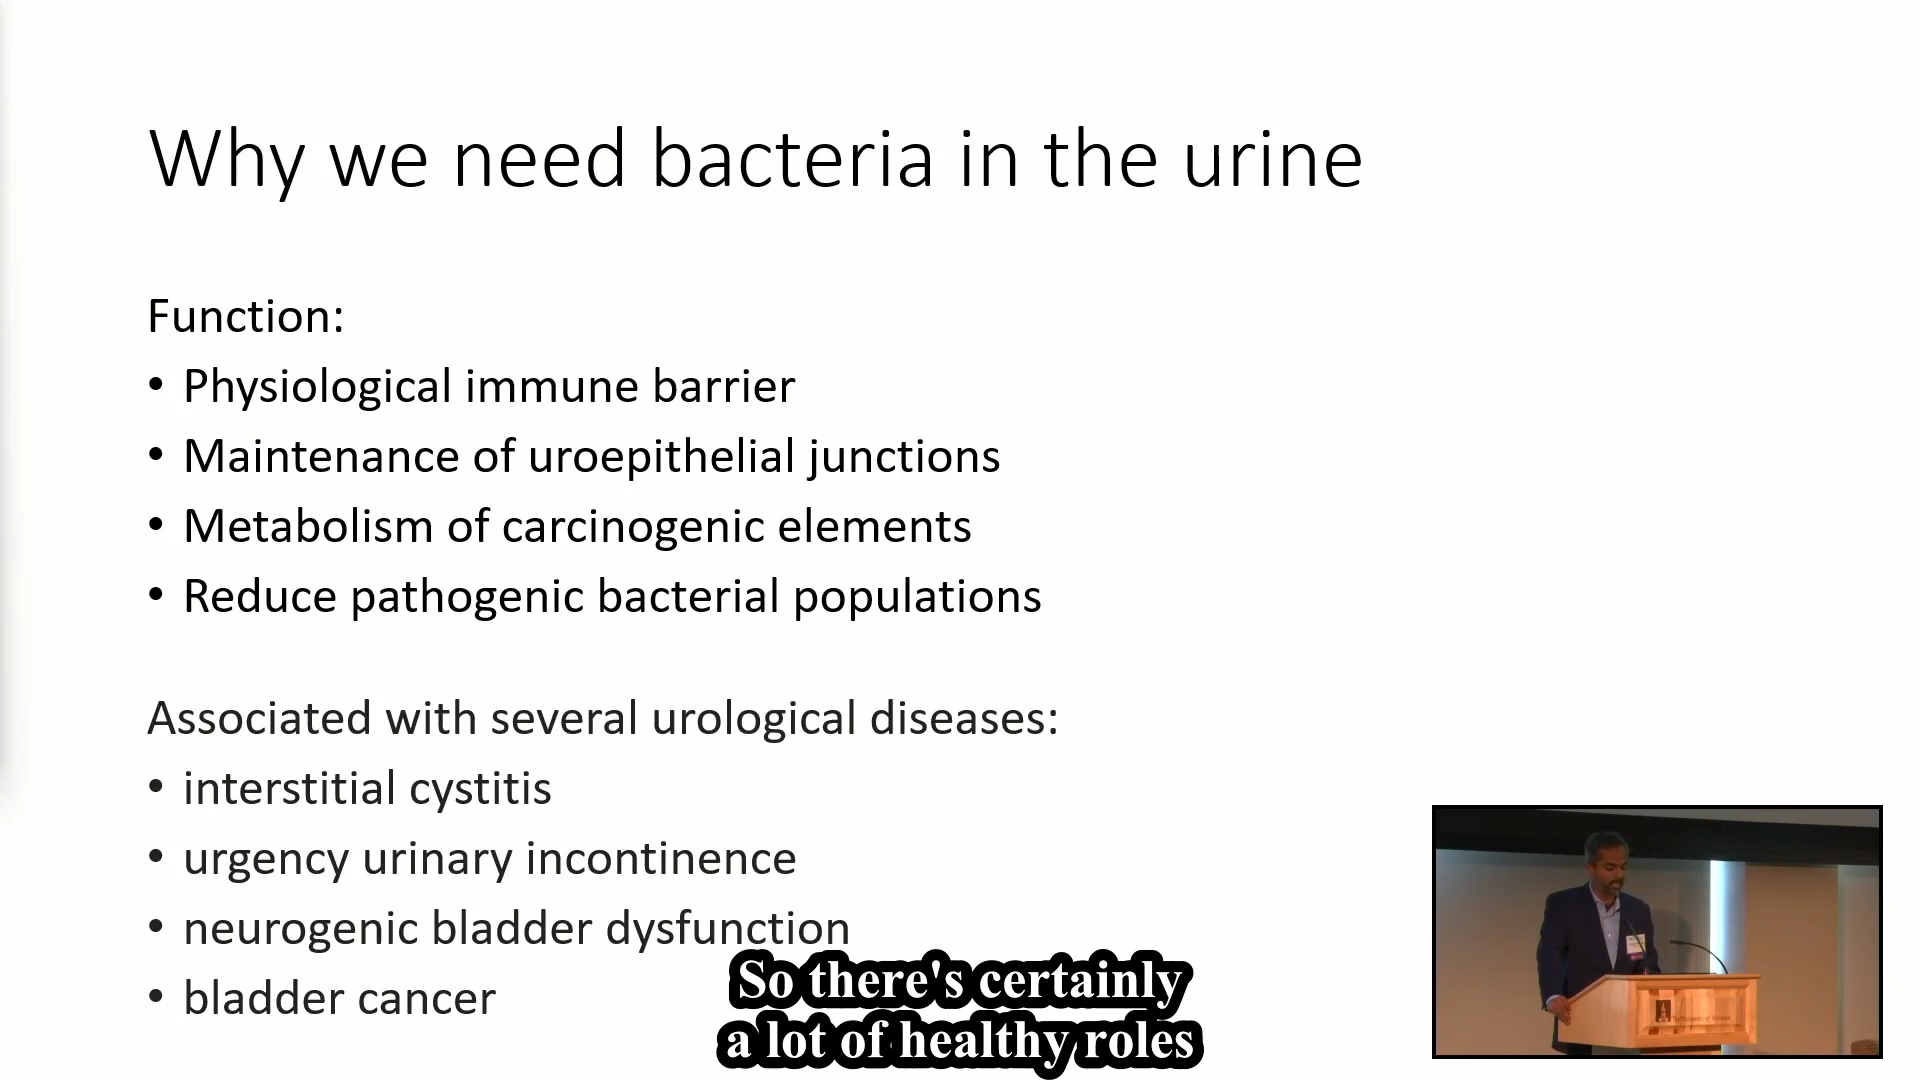 Why we need bacteria in the urine
Function:
• Physiological immune barrier
• Maintenance of uroepithelial junctions
• Metabolism of carcinogenic elements
• Reduce pathogenic bacterial populations
Associated with several urological diseases:
• interstitial cystitis
• urgency urinary incontinence
• neurogenic bladder dysfunction
• bladder cancer
So there's certainly
a lot of healthy roles